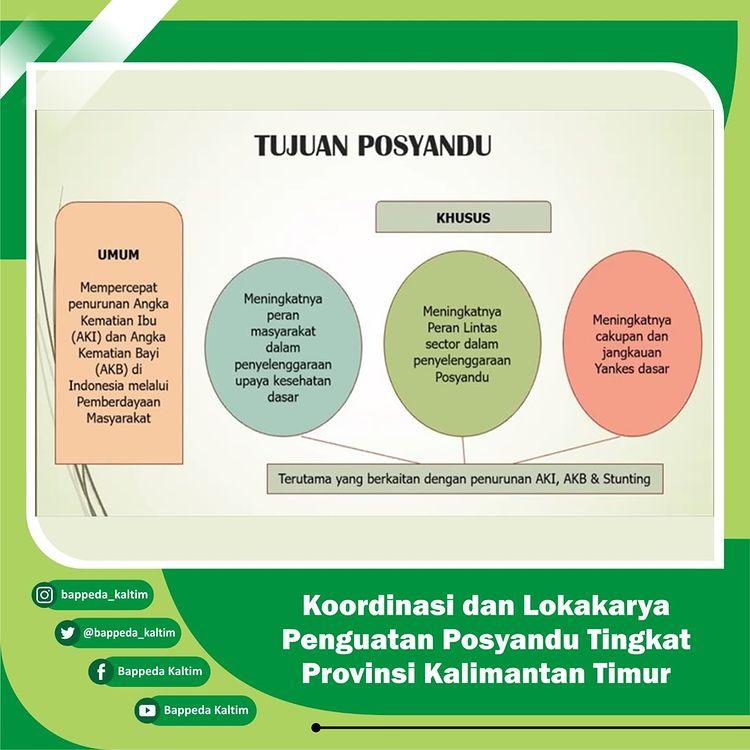 TUJUAN POSYANDU
UMUM
Mempercepat
penurunan Angka
Kematian Ibu
(AKI) dan Angka
Kematian Bayi
(AKB) di
Indonesia melalui
Pemberdayaan
Masyarakat
KHUSUS
Meningkatnya
peran
masyarakat
dalam
penyelenggaraan
upaya kesehatan
dasar
Meningkatnya
Peran Lintas
sector dalam
penyelenggaraan
Posyandu
Meningkatnya
cakupan dan
jangkauan
Yankes dasar
Terutama yang berkaitan dengan penurunan AKI, AKB & Stunting
bappeda_kaltim
@bappeda_kaltim
Bappeda Kaltim
Bappeda Kaltim
Koordinasi dan Lokakarya
Penguatan Posyandu Tingkat
Provinsi Kalimantan Timur